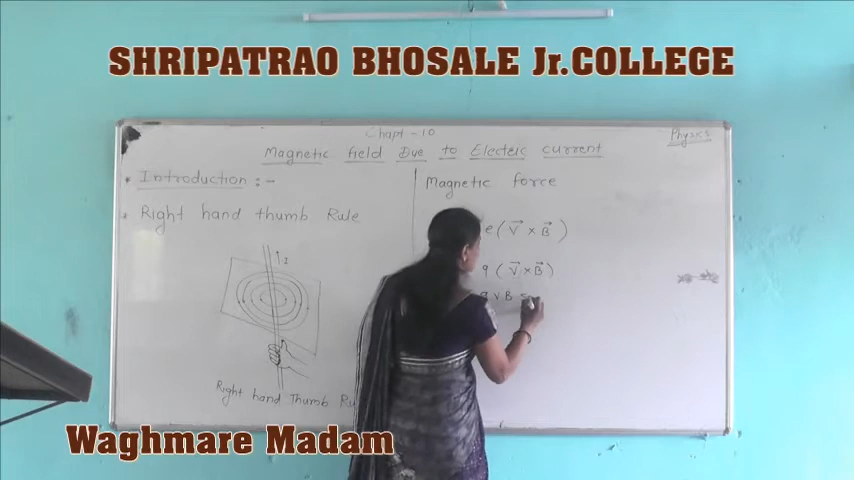 SHRIPATRAO BHOSALE Jr.COLLEGE
Chapt - 10
Physics
Magnetic field Due to Electric current
Introduction :-
Right hand thumb Rule
I
Right hand Thumb
Magnetic force
e (V⃗ × B⃗)
q (V⃗ × B⃗)
q v B
Waghmare Madam